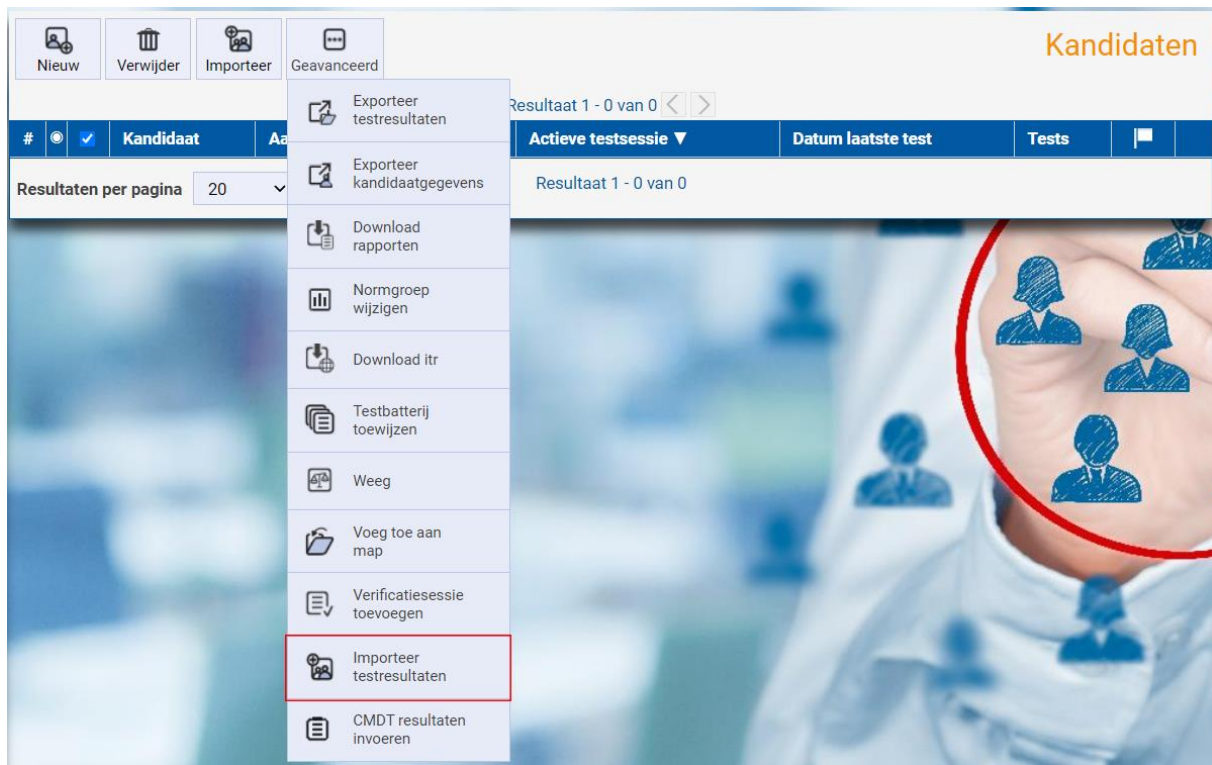 Nieuw
Verwijder
Importeer
Geavanceerd
Kandidaten
Resultaat 1 - 0 van 0
# Kandidaat Actieve testsessie ▼ Datum laatste test Tests
Resultaten per pagina 20
Resultaat 1 - 0 van 0
Exporteer
testresultaten
Exporteer
kandidaatgegevens
Download
rapporten
Normgroep
wijzigen
Download itr
Testbatterij
toewijzen
Weeg
Voeg toe aan
map
Verificatiesessie
toevoegen
Importeer
testresultaten
CMDT resultaten
invoeren